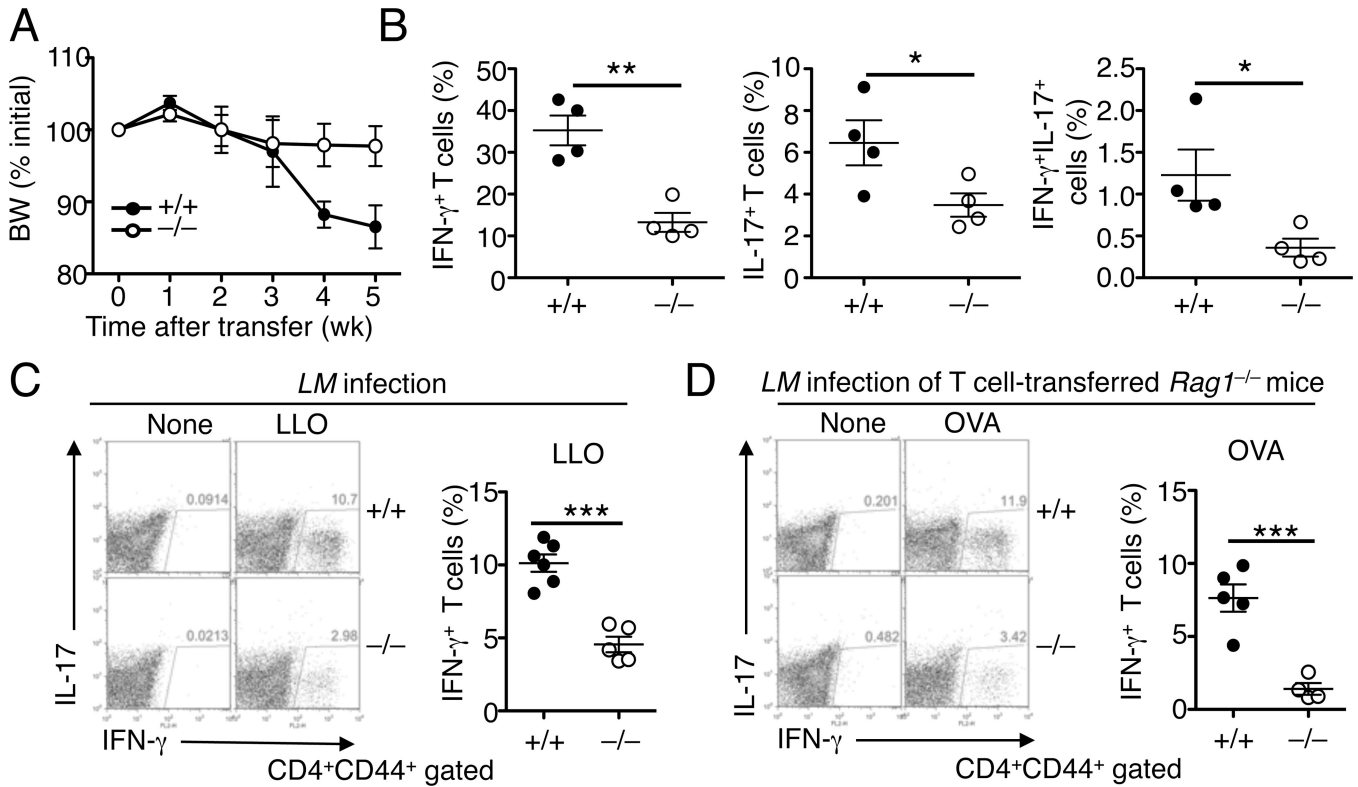 A
BW (% initial)
110
100
90
80
+/+
–/–
0 1 2 3 4 5
Time after transfer (wk)
B
IFN-γ⁺ T cells (%)
50
40
30
20
10
0
**
+/+ –/–
IL-17⁺ T cells (%)
10
8
6
4
2
0
*
+/+ –/–
IFN-γ⁺IL-17⁺
cells (%)
2.5
2.0
1.5
1.0
0.5
0.0
*
+/+ –/–
C
LM infection
None LLO
0.0914 10.7 +/+
0.0213 2.98 –/–
IL-17
FL2-H FL2-H
IFN-γ
CD4⁺CD44⁺ gated
LLO
IFN-γ⁺ T cells (%)
15
10
5
0
***
+/+ –/–
D
LM infection of T cell-transferred Rag1⁻/⁻ mice
None OVA
0.201 11.9 +/+
0.482 3.42 –/–
IL-17
FL2-H FL2-H
IFN-γ
CD4⁺CD44⁺ gated
OVA
IFN-γ⁺ T cells (%)
15
10
5
0
***
+/+ –/–